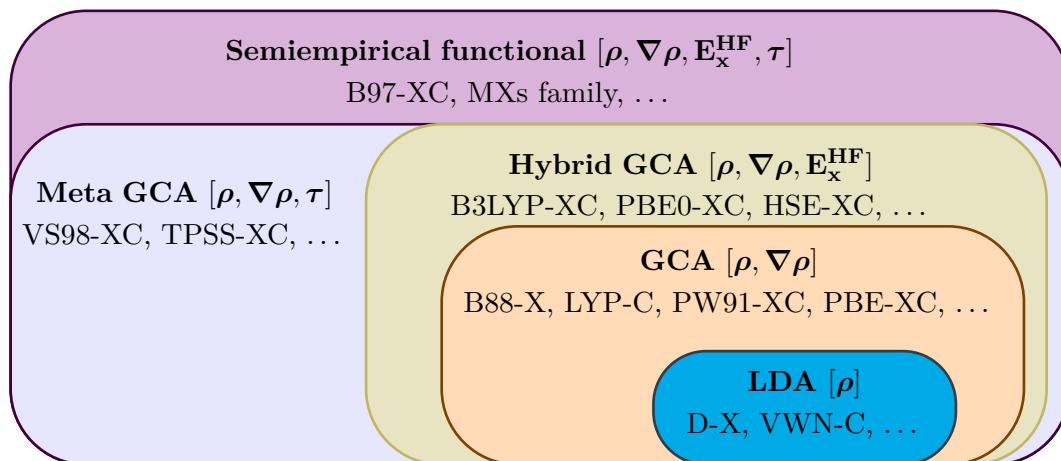 Semiempirical functional [ρ, ∇ρ, E_x^HF, τ]
B97-XC, MXs family, …
Hybrid GCA [ρ, ∇ρ, E_x^HF]
B3LYP-XC, PBE0-XC, HSE-XC, …
Meta GCA [ρ, ∇ρ, τ]
VS98-XC, TPSS-XC, …
GCA [ρ, ∇ρ]
B88-X, LYP-C, PW91-XC, PBE-XC, …
LDA [ρ]
D-X, VWN-C, …